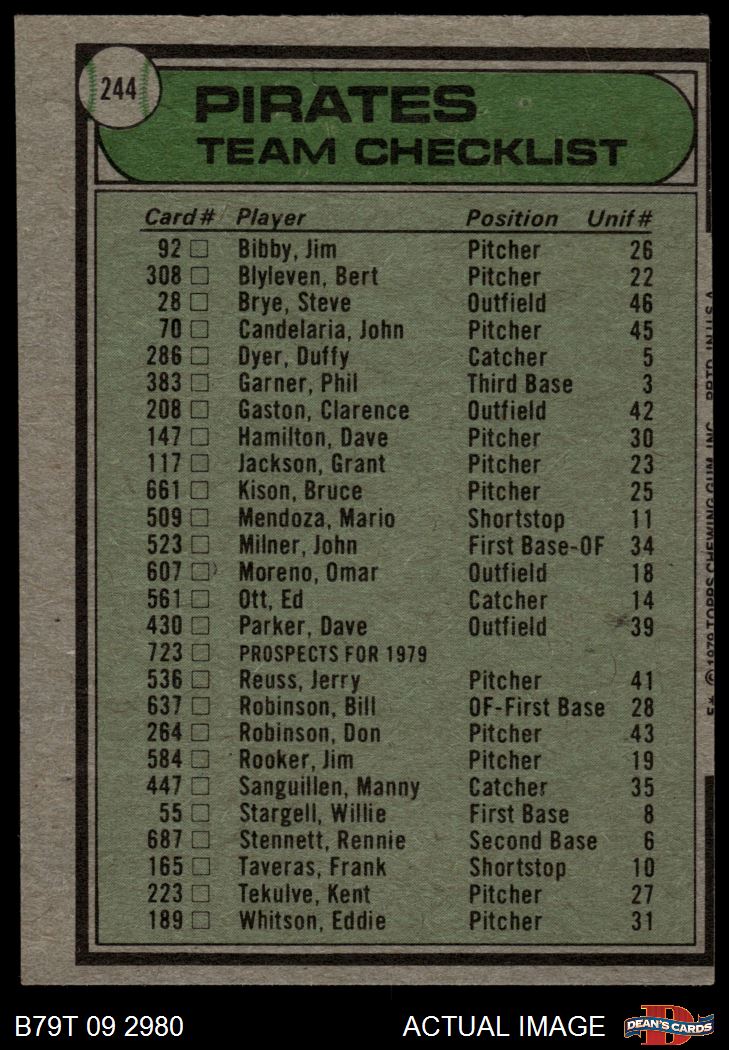 244
PIRATES
TEAM CHECKLIST
Card # Player Position Unif #
92 Bibby, Jim Pitcher 26
308 Blyleven, Bert Pitcher 22
28 Brye, Steve Outfield 46
70 Candelaria, John Pitcher 45
286 Dyer, Duffy Catcher 5
383 Garner, Phil Third Base 3
208 Gaston, Clarence Outfield 42
147 Hamilton, Dave Pitcher 30
117 Jackson, Grant Pitcher 23
661 Kison, Bruce Pitcher 25
509 Mendoza, Mario Shortstop 11
523 Milner, John First Base-OF 34
607 Moreno, Omar Outfield 18
561 Ott, Ed Catcher 14
430 Parker, Dave Outfield 39
723 PROSPECTS FOR 1979
536 Reuss, Jerry Pitcher 41
637 Robinson, Bill OF-First Base 28
264 Robinson, Don Pitcher 43
584 Rooker, Jim Pitcher 19
447 Sanguillen, Manny Catcher 35
55 Stargell, Willie First Base 8
687 Stennett, Rennie Second Base 6
165 Taveras, Frank Shortstop 10
223 Tekulve, Kent Pitcher 27
189 Whitson, Eddie Pitcher 31
© 1979 TOPPS CHEWING GUM, INC. PRTD. IN U.S.A.
B79T 09 2980 ACTUAL IMAGE
DEAN'S CARDS